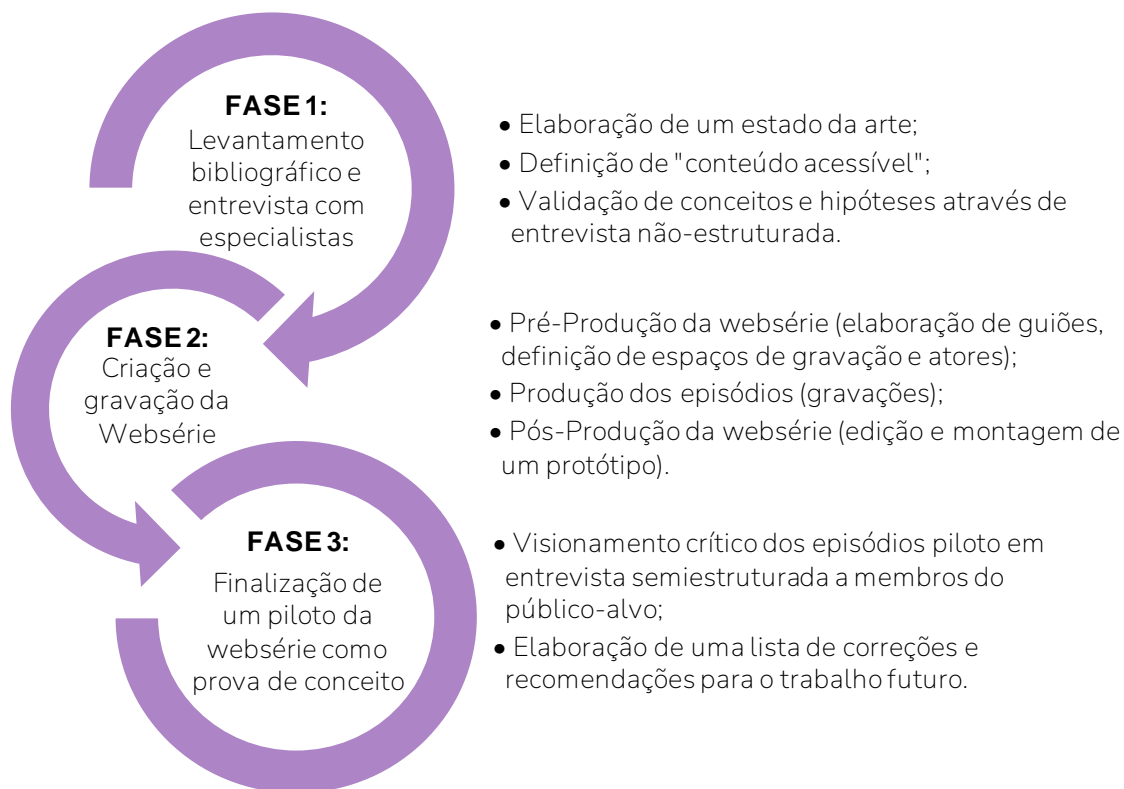 FASE 1:
Levantamento
bibliográfico e
entrevista com
especialistas
• Elaboração de um estado da arte;
• Definição de "conteúdo acessível";
• Validação de conceitos e hipóteses através de
entrevista não-estruturada.
FASE 2:
Criação e
gravação da
Websérie
• Pré-Produção da websérie (elaboração de guiões,
definição de espaços de gravação e atores);
• Produção dos episódios (gravações);
• Pós-Produção da websérie (edição e montagem de
um protótipo).
FASE 3:
Finalização de
um piloto da
websérie como
prova de conceito
• Visionamento crítico dos episódios piloto em
entrevista semiestruturada a membros do
público-alvo;
• Elaboração de uma lista de correções e
recomendações para o trabalho futuro.